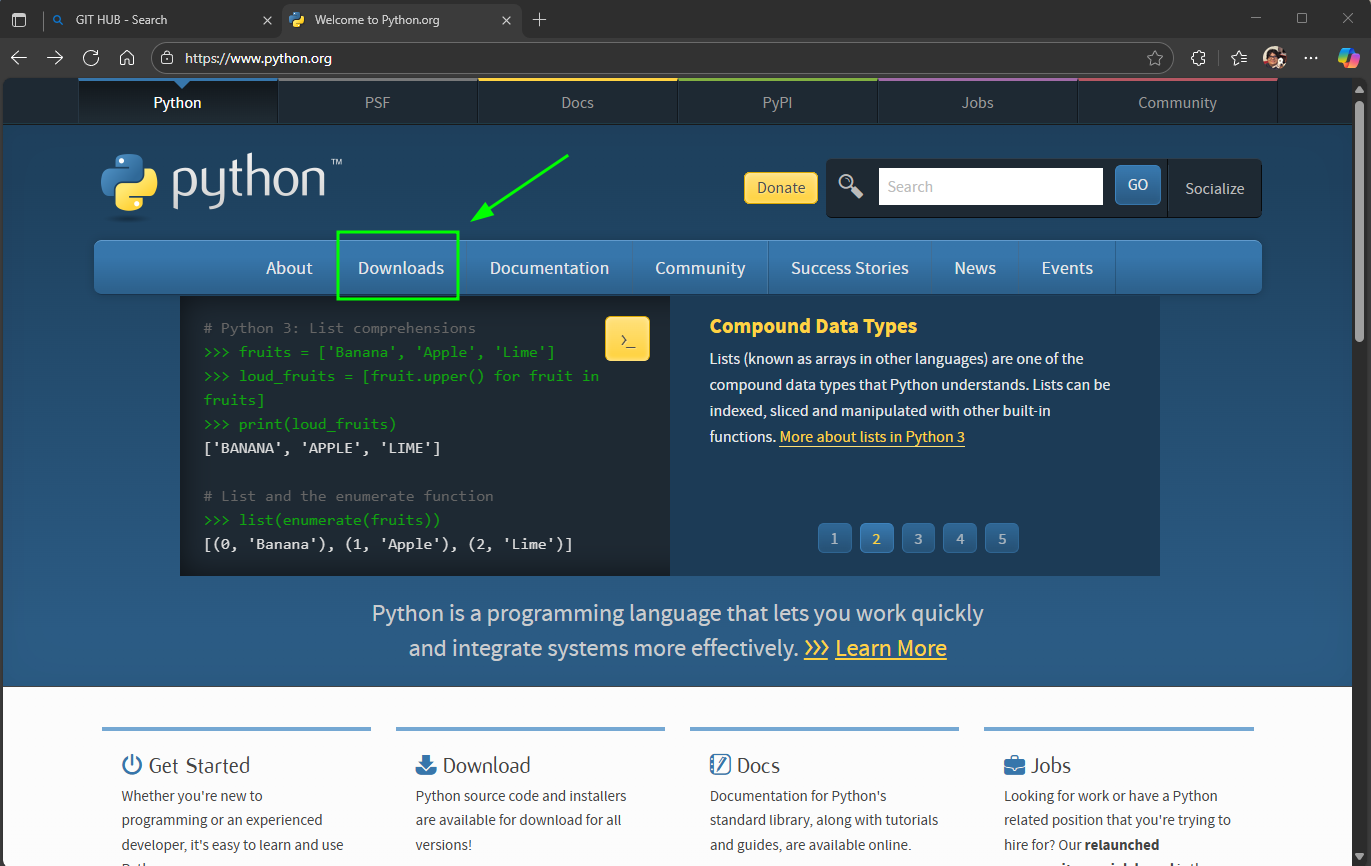 GIT HUB - Search
Welcome to Python.org
https://www.python.org
Python
PSF
Docs
PyPI
Jobs
Community
python™
Donate
Search
GO
Socialize
About
Downloads
Documentation
Community
Success Stories
News
Events
# Python 3: List comprehensions
>>> fruits = ['Banana', 'Apple', 'Lime']
>>> loud_fruits = [fruit.upper() for fruit in
fruits]
>>> print(loud_fruits)
['BANANA', 'APPLE', 'LIME']
# List and the enumerate function
>>> list(enumerate(fruits))
[(0, 'Banana'), (1, 'Apple'), (2, 'Lime')]
>_
Compound Data Types
Lists (known as arrays in other languages) are one of the
compound data types that Python understands. Lists can be
indexed, sliced and manipulated with other built-in
functions. More about lists in Python 3
1
2
3
4
5
Python is a programming language that lets you work quickly
and integrate systems more effectively. >>> Learn More
Get Started
Whether you're new to
programming or an experienced
developer, it's easy to learn and use
Download
Python source code and installers
are available for download for all
versions!
Docs
Documentation for Python's
standard library, along with tutorials
and guides, are available online.
Jobs
Looking for work or have a Python
related position that you're trying to
hire for? Our relaunched